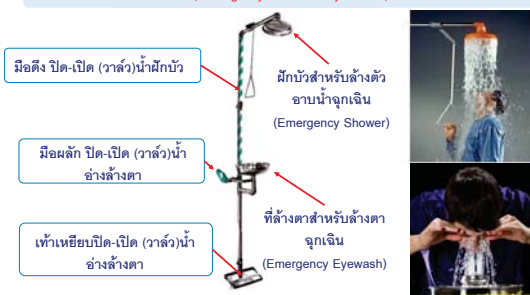 มือดึง ปิด-เปิด (วาล์ว)น้ำฝักบัว
ฝักบัวสำหรับล้างตัว
อาบน้ำฉุกเฉิน
(Emergency Shower)
มือผลัก ปิด-เปิด (วาล์ว)น้ำ
อ่างล้างตา
ที่ล้างตาสำหรับล้างตา
ฉุกเฉิน
(Emergency Eyewash)
เท้าเหยียบปิด-เปิด (วาล์ว)น้ำ
อ่างล้างตา